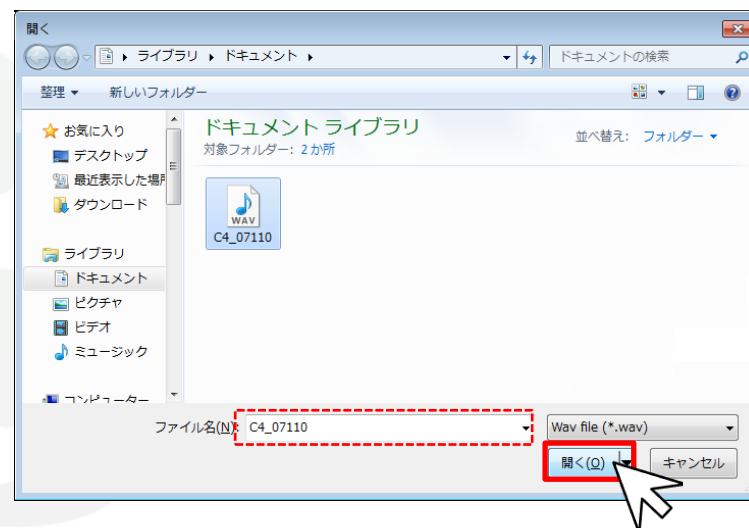 開く
ライブラリ ドキュメント
ドキュメントの検索
整理 新しいフォルダー
お気に入り
デスクトップ
最近表示した場所
ダウンロード
ライブラリ
ドキュメント
ピクチャ
ビデオ
ミュージック
コンピューター
ドキュメント ライブラリ
対象フォルダー: 2 か所
並べ替え: フォルダー
WAV
C4_07110
ファイル名(N): C4_07110
Wav file (*.wav)
開く(O) キャンセル